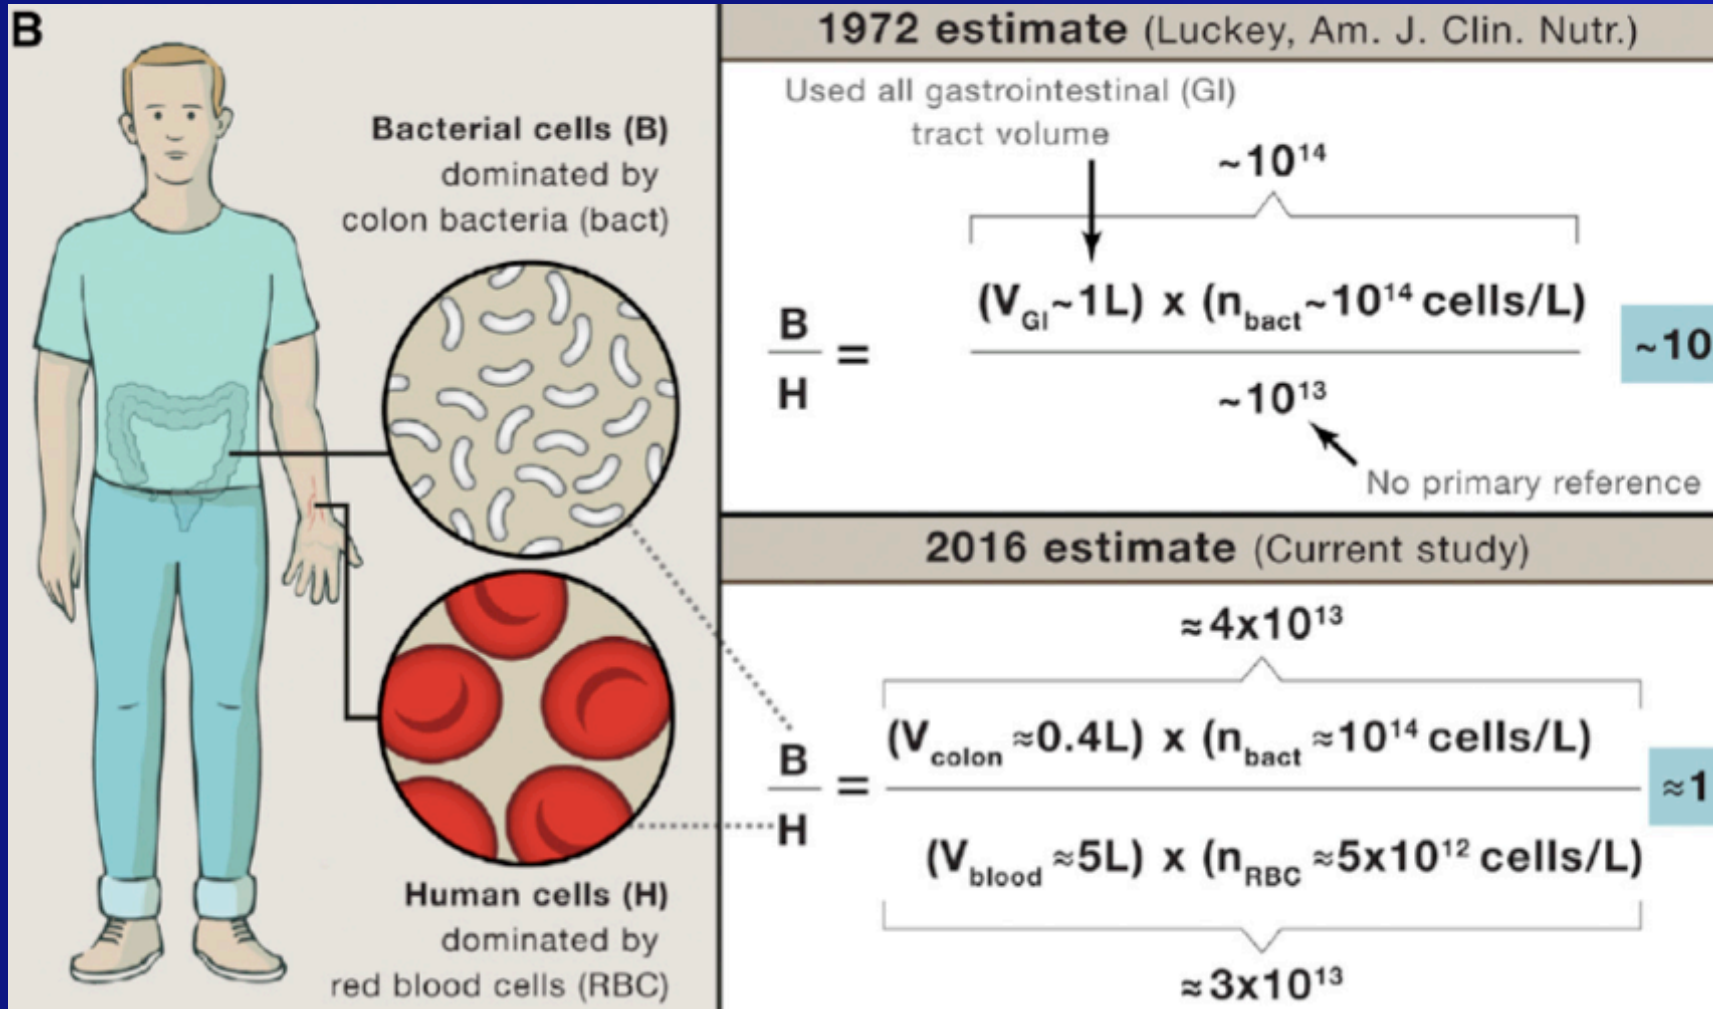 B
Bacterial cells (B)
dominated by
colon bacteria (bact)
Human cells (H)
dominated by
red blood cells (RBC)
1972 estimate (Luckey, Am. J. Clin. Nutr.)
Used all gastrointestinal (GI)
tract volume
~10¹⁴
(V_GI ~1L) x (n_bact ~10¹⁴ cells/L)
B
H
=
~10
~10¹³
No primary reference
2016 estimate (Current study)
≈4x10¹³
(V_colon ≈0.4L) x (n_bact ≈10¹⁴ cells/L)
B
H
=
≈1
(V_blood ≈5L) x (n_RBC ≈5x10¹² cells/L)
≈3x10¹³